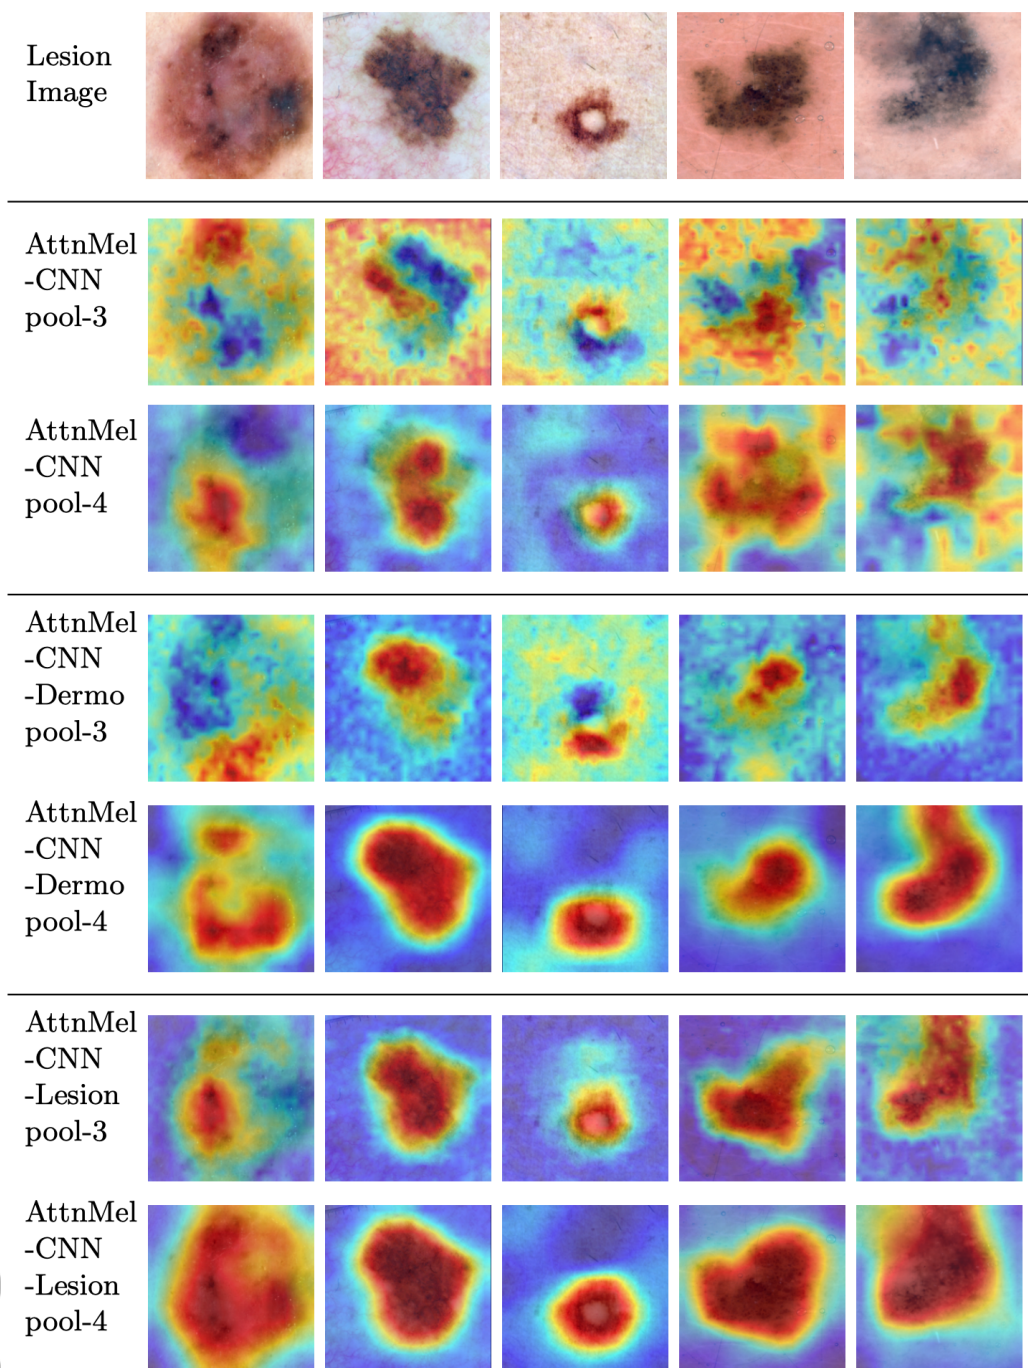 Lesion
Image
AttnMel
-CNN
pool-3
AttnMel
-CNN
pool-4
AttnMel
-CNN
-Dermo
pool-3
AttnMel
-CNN
-Dermo
pool-4
AttnMel
-CNN
-Lesion
pool-3
AttnMel
-CNN
-Lesion
pool-4